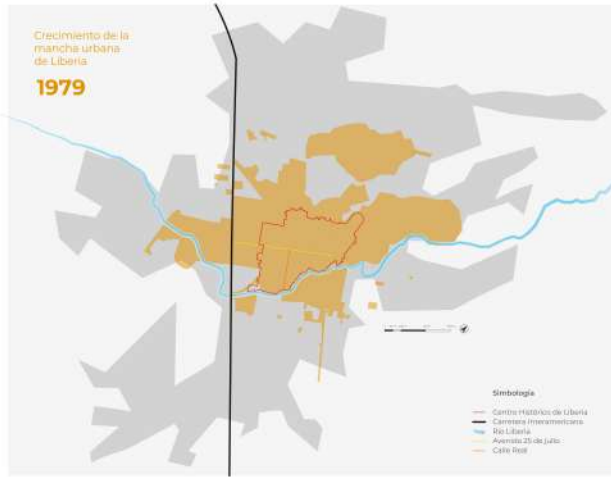 Crecimiento de la
mancha urbana
de Liberia
1979
Simbología
Centro Histórico de Liberia
Carretera Interamericana
Río Liberia
Avenida 25 de Julio
Calle Real